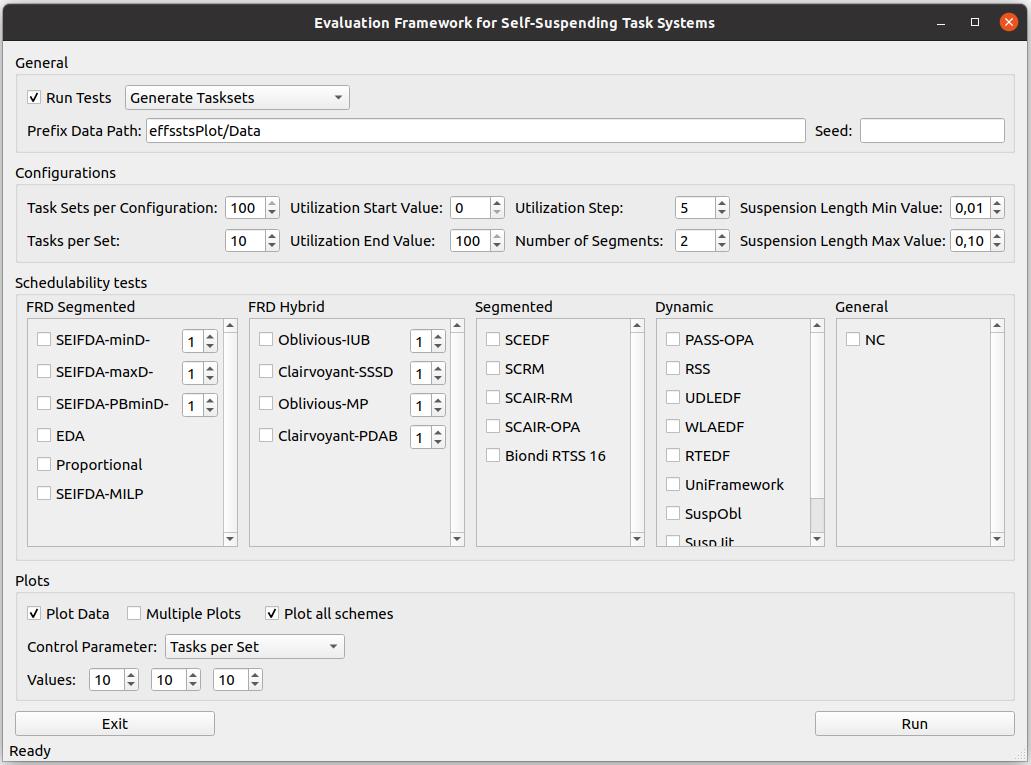 Evaluation Framework for Self-Suspending Task Systems
General
Run Tests Generate Tasksets
Prefix Data Path: effsstsPlot/Data Seed:
Configurations
Task Sets per Configuration: 100 Utilization Start Value: 0 Utilization Step: 5 Suspension Length Min Value: 0,01
Tasks per Set: 10 Utilization End Value: 100 Number of Segments: 2 Suspension Length Max Value: 0,10
Schedulability tests
FRD Segmented
SEIFDA-minD- 1
SEIFDA-maxD- 1
SEIFDA-PBminD- 1
EDA
Proportional
SEIFDA-MILP
FRD Hybrid
Oblivious-IUB 1
Clairvoyant-SSSD 1
Oblivious-MP 1
Clairvoyant-PDAB 1
Segmented
SCEDF
SCRM
SCAIR-RM
SCAIR-OPA
Biondi RTSS 16
Dynamic
PASS-OPA
RSS
UDLEDF
WLAEDF
RTEDF
UniFramework
SuspObl
SuspJit
General
NC
Plots
Plot Data Multiple Plots Plot all schemes
Control Parameter: Tasks per Set
Values: 10 10 10
Exit Run
Ready